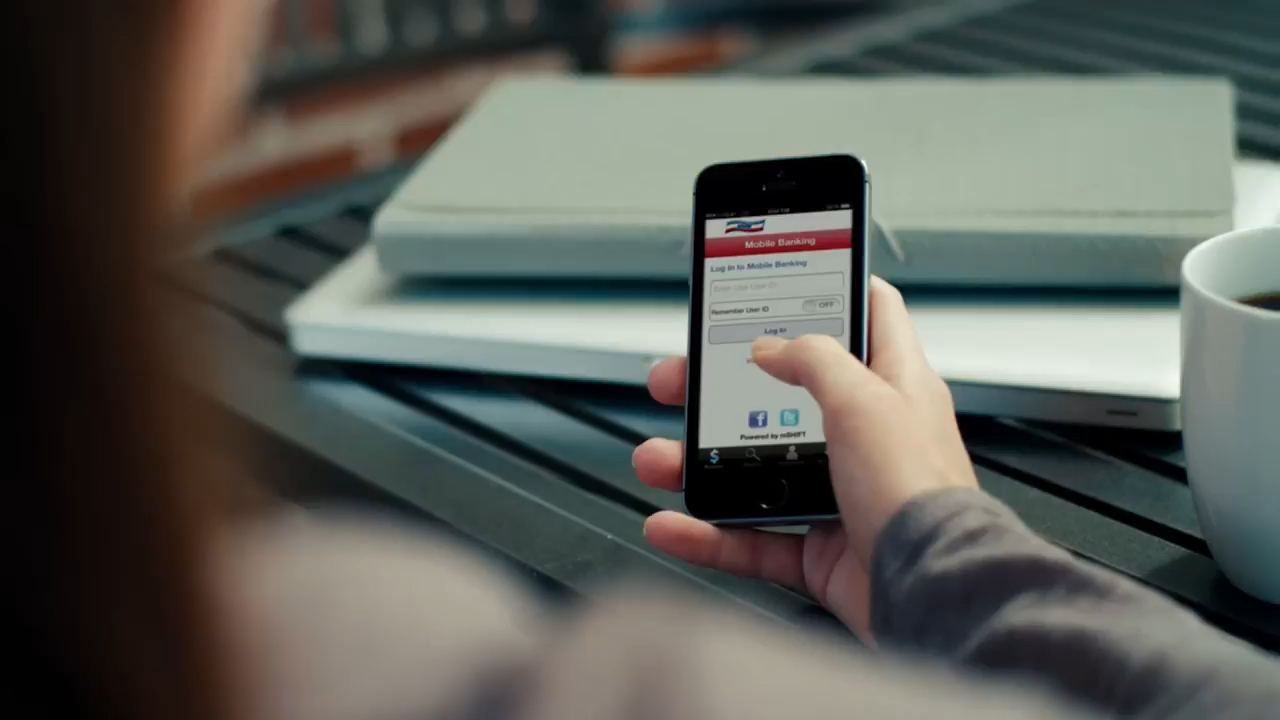 Mobile Banking
Log In to Mobile Banking
Remember User ID
OFF
Log In
Powered by mSHIFT